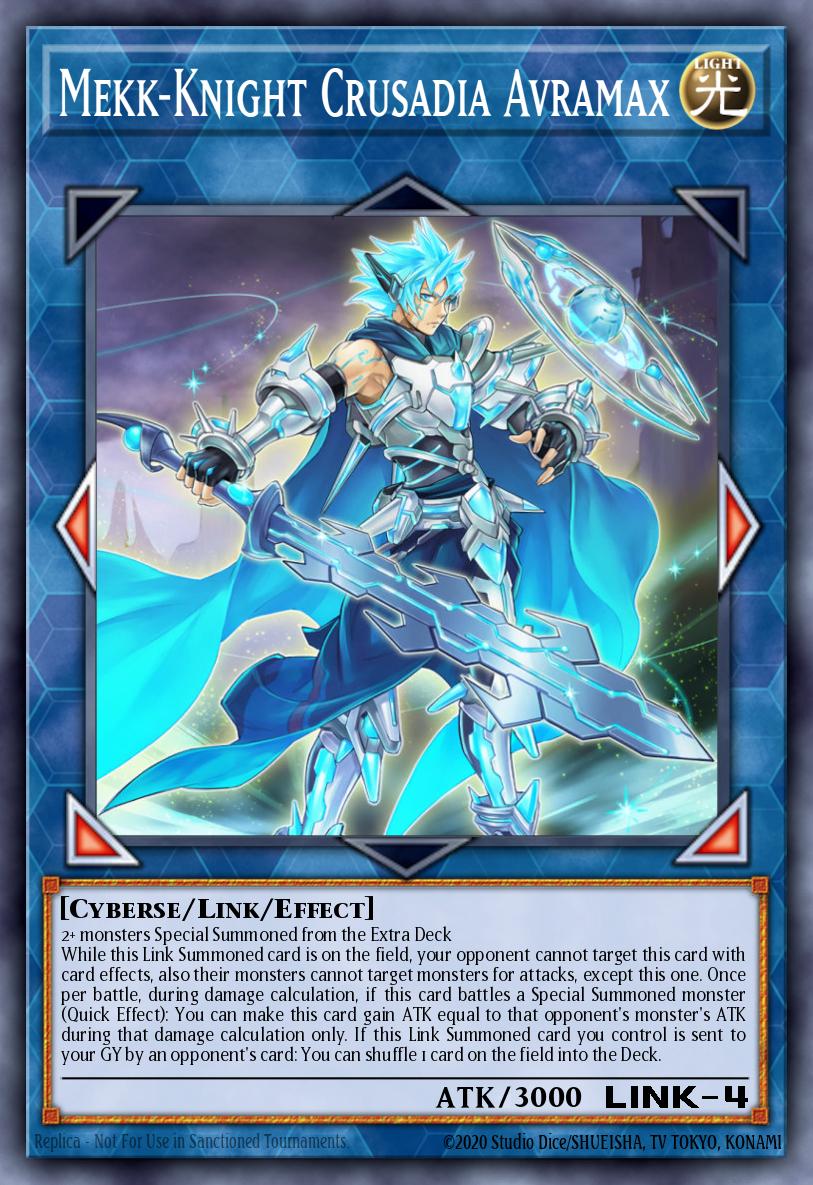 Mekk-Knight Crusadia Avramax
LIGHT
光
[Cyberse/Link/Effect]
2+ monsters Special Summoned from the Extra Deck
While this Link Summoned card is on the field, your opponent cannot target this card with
card effects, also their monsters cannot target monsters for attacks, except this one. Once
per battle, during damage calculation, if this card battles a Special Summoned monster
(Quick Effect): You can make this card gain ATK equal to that opponent's monster's ATK
during that damage calculation only. If this Link Summoned card you control is sent to
your GY by an opponent's card: You can shuffle 1 card on the field into the Deck.
ATK/3000 LINK-4
Replica - Not For Use in Sanctioned Tournaments. ©2020 Studio Dice/SHUEISHA, TV TOKYO, KONAMI